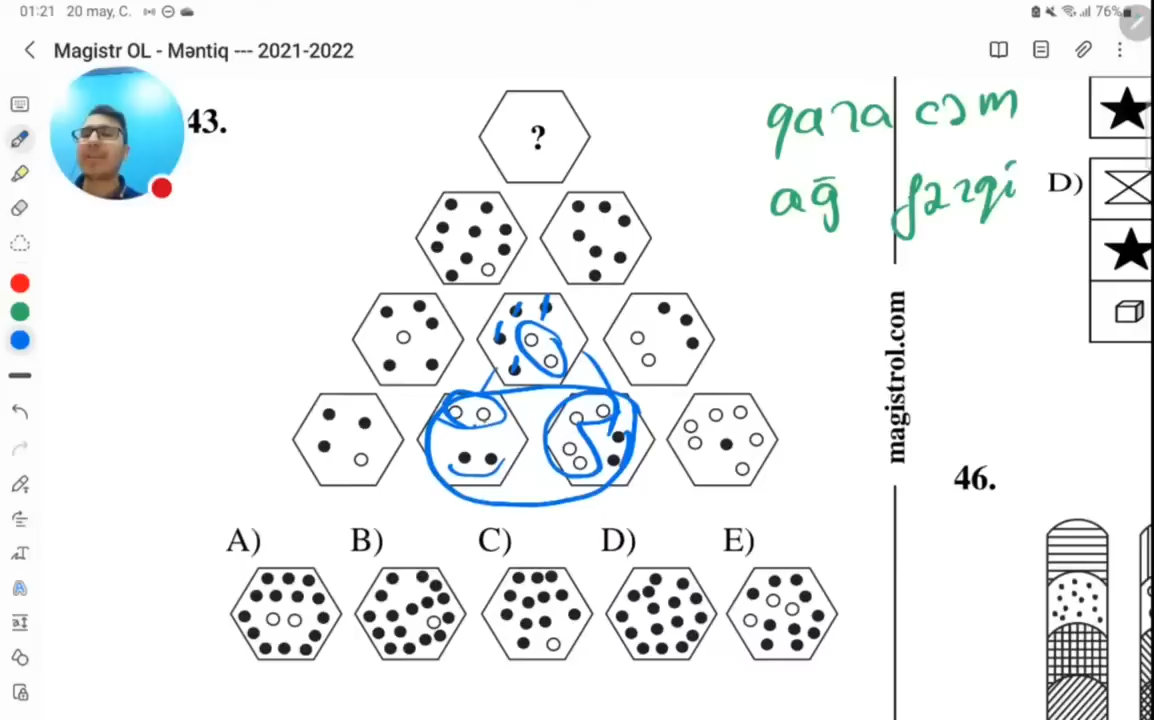 01:21 20 may, C. 76%
Magistr OL - Məntiq --- 2021-2022
43.
?
qara cəm
ağ fərqi
D)
magistrol.com
46.
A) B) C) D) E)